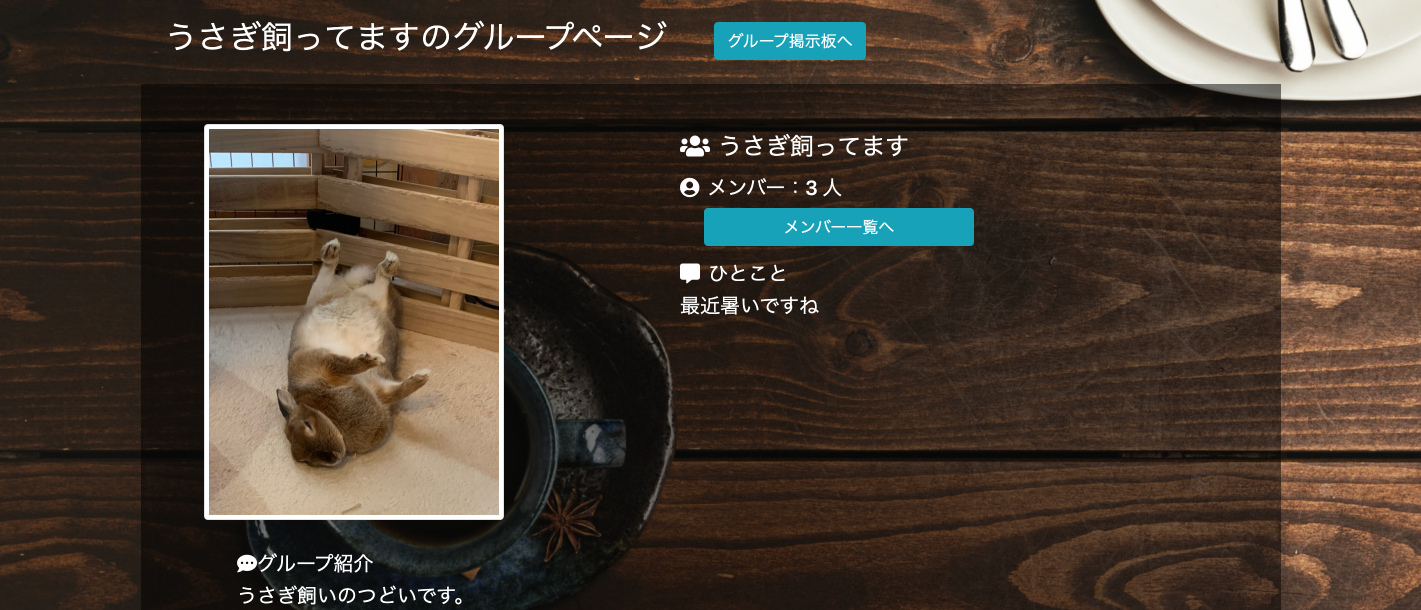 うさぎ飼ってますのグループページ
グループ掲示板へ
うさぎ飼ってます
メンバー：3 人
メンバー一覧へ
ひとこと
最近暑いですね
グループ紹介
うさぎ飼いのつどいです。